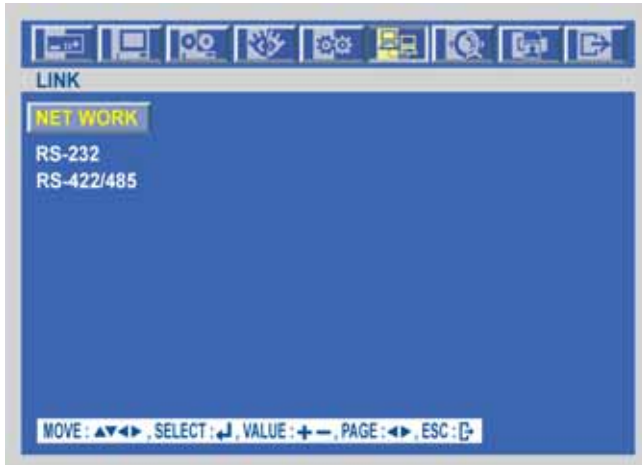 LINK
NET WORK
RS-232
RS-422/485
MOVE : ▲▼◀▶ , SELECT : ↲ , VALUE : + − , PAGE : ◀▶ , ESC :